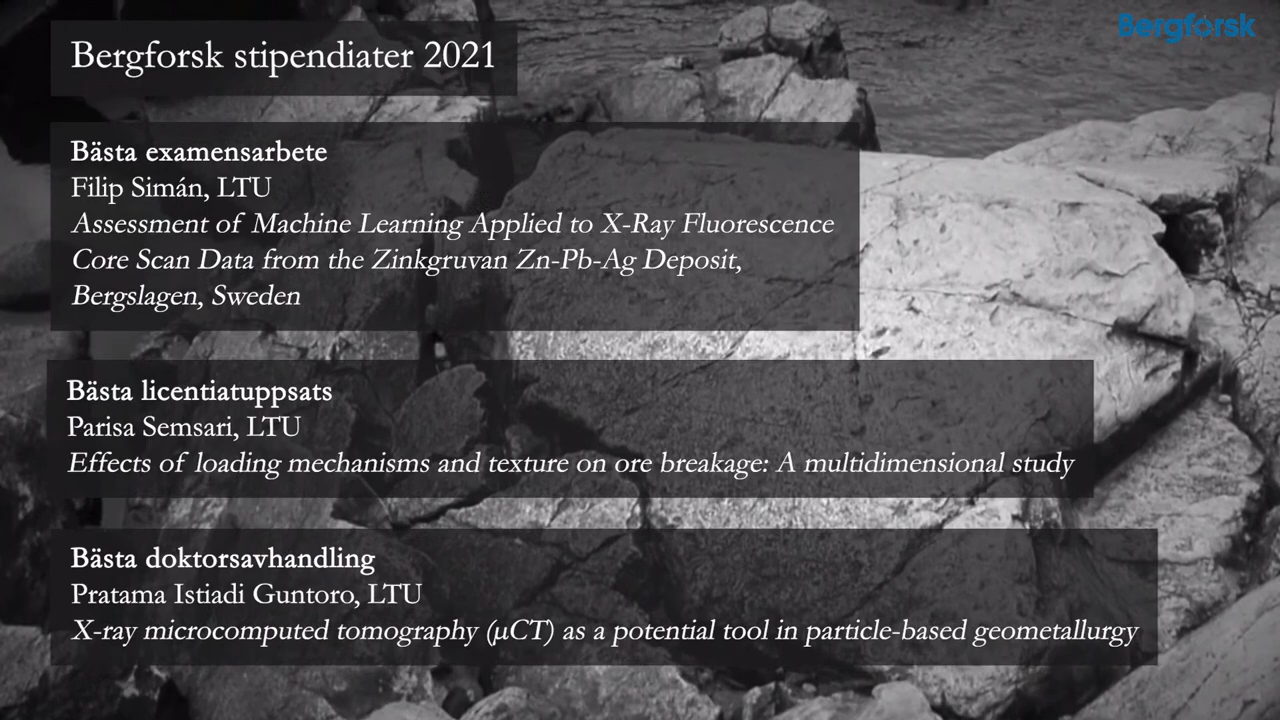 Bergforsk
Bergforsk stipendiater 2021
Bästa examensarbete
Filip Simán, LTU
Assessment of Machine Learning Applied to X-Ray Fluorescence
Core Scan Data from the Zinkgruvan Zn-Pb-Ag Deposit,
Bergslagen, Sweden
Bästa licentiatuppsats
Parisa Semsari, LTU
Effects of loading mechanisms and texture on ore breakage: A multidimensional study
Bästa doktorsavhandling
Pratama Istiadi Guntoro, LTU
X-ray microcomputed tomography (μCT) as a potential tool in particle-based geometallurgy